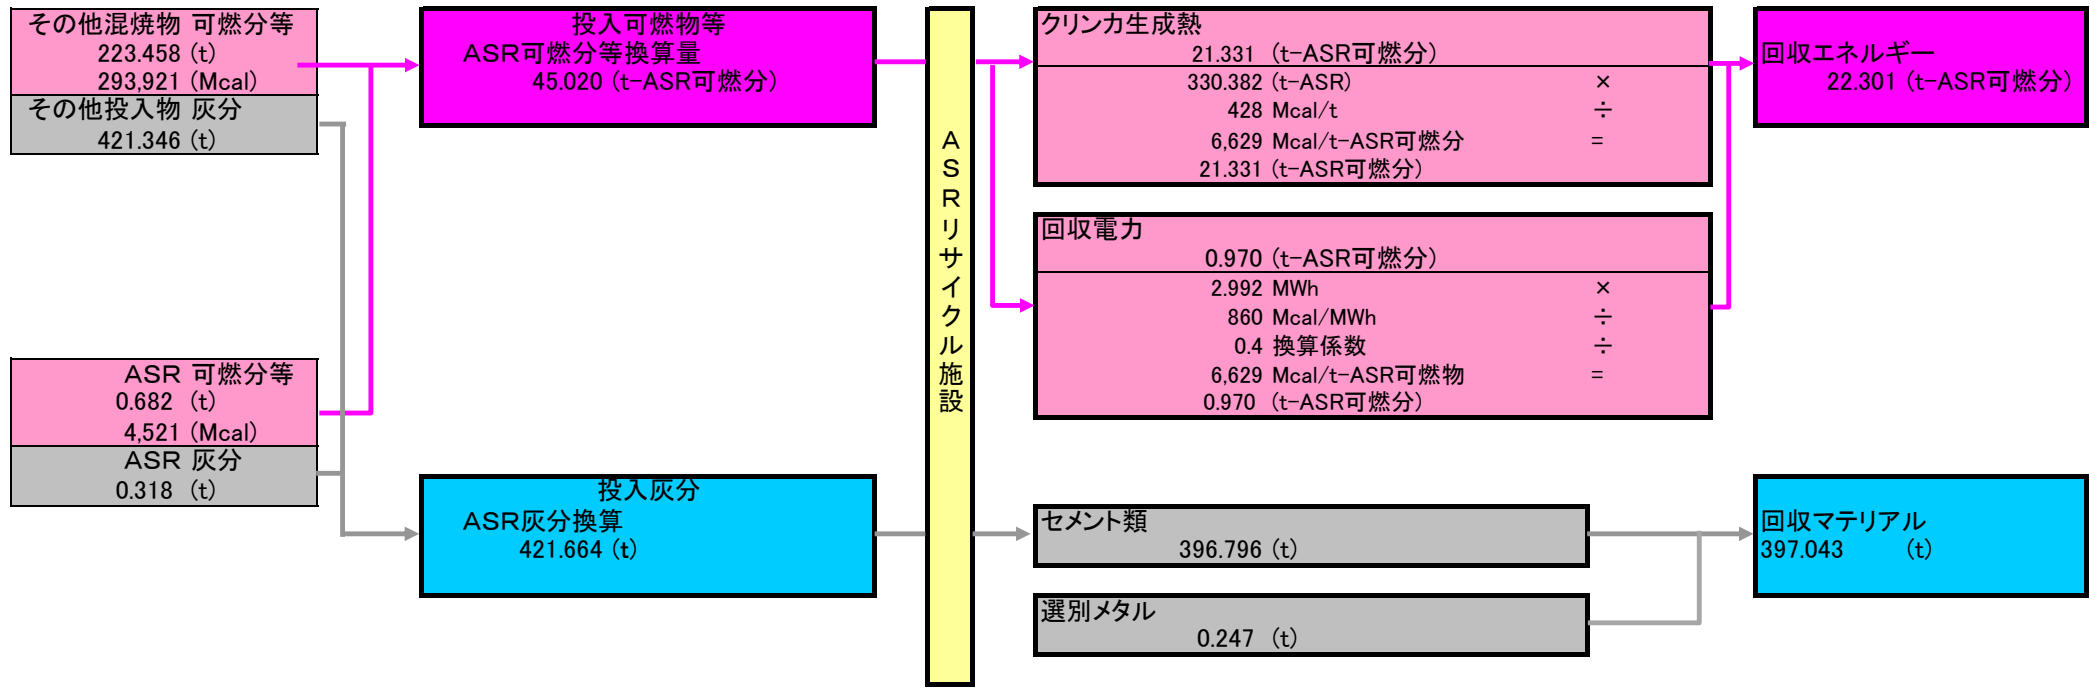 その他混焼物 可燃分等
223.458 (t)
293,921 (Mcal)
その他投入物 灰分
421.346 (t)
ASR 可燃分等
0.682 (t)
4,521 (Mcal)
ASR 灰分
0.318 (t)
投入可燃物等
ASR可燃分等換算量
45.020 (t-ASR可燃分)
投入灰分
ASR灰分換算
421.664 (t)
ASRリサイクル施設
クリンカ生成熱
21.331 (t-ASR可燃分)
330.382 (t-ASR) ×
428 Mcal/t ÷
6,629 Mcal/t-ASR可燃分 =
21.331 (t-ASR可燃分)
回収電力
0.970 (t-ASR可燃分)
2.992 MWh ×
860 Mcal/MWh ÷
0.4 換算係数 ÷
6,629 Mcal/t-ASR可燃物 =
0.970 (t-ASR可燃分)
セメント類
396.796 (t)
選別メタル
0.247 (t)
回収エネルギー
22.301 (t-ASR可燃分)
回収マテリアル
397.043 (t)